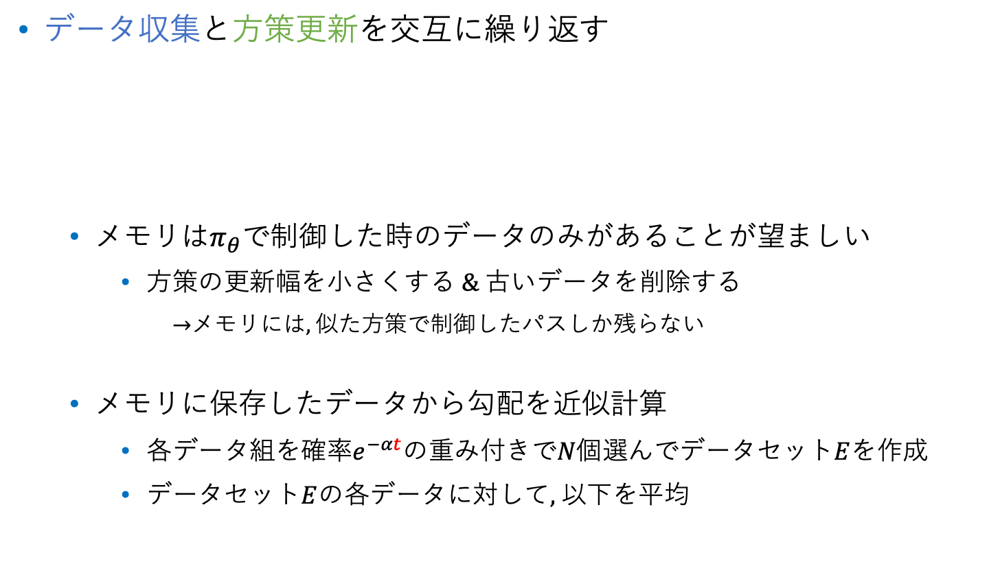 • データ収集と方策更新を交互に繰り返す
• メモリは𝝅_𝜽で制御した時のデータのみがあることが望ましい
• 方策の更新幅を小さくする & 古いデータを削除する
→メモリには, 似た方策で制御したパスしか残らない
• メモリに保存したデータから勾配を近似計算
• 各データ組を確率𝒆^{−𝜶𝒕}の重み付きで𝑵個選んでデータセット𝑬を作成
• データセット𝑬の各データに対して, 以下を平均